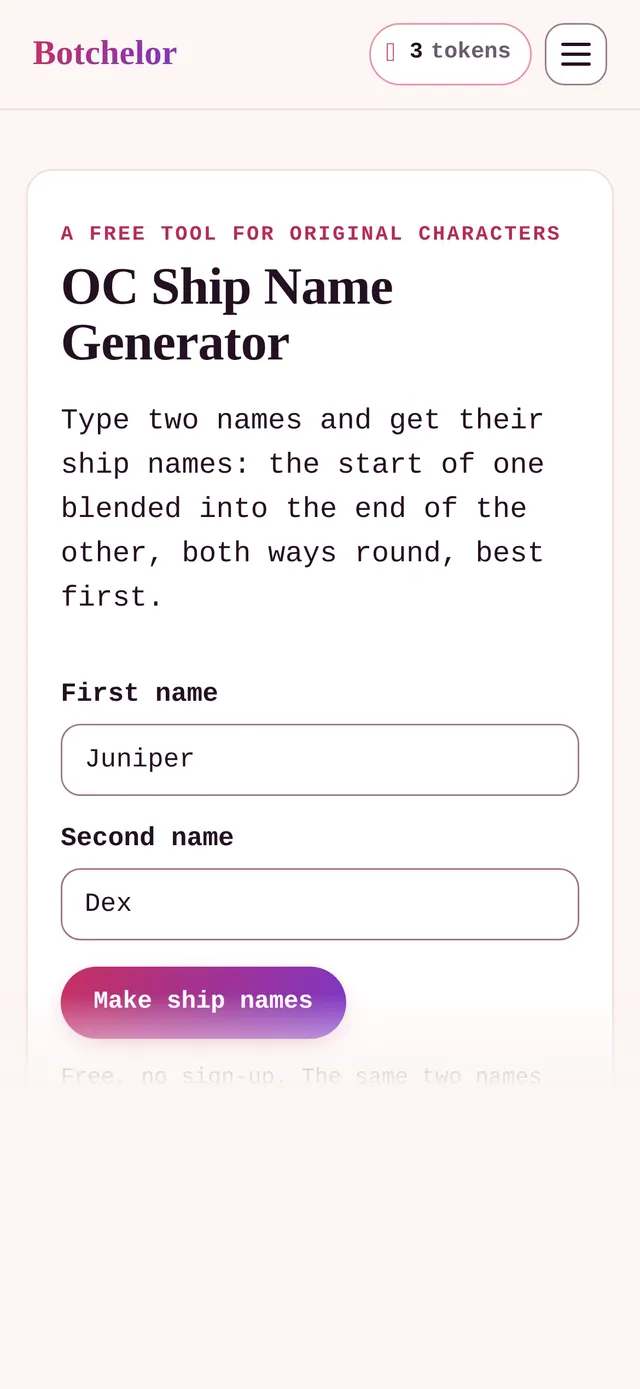 Botchelor
3 tokens
A FREE TOOL FOR ORIGINAL CHARACTERS
OC Ship Name
Generator
Type two names and get their
ship names: the start of one
blended into the end of the
other, both ways round, best
first.
First name
Juniper
Second name
Dex
Make ship names
Free, no sign-up. The same two names